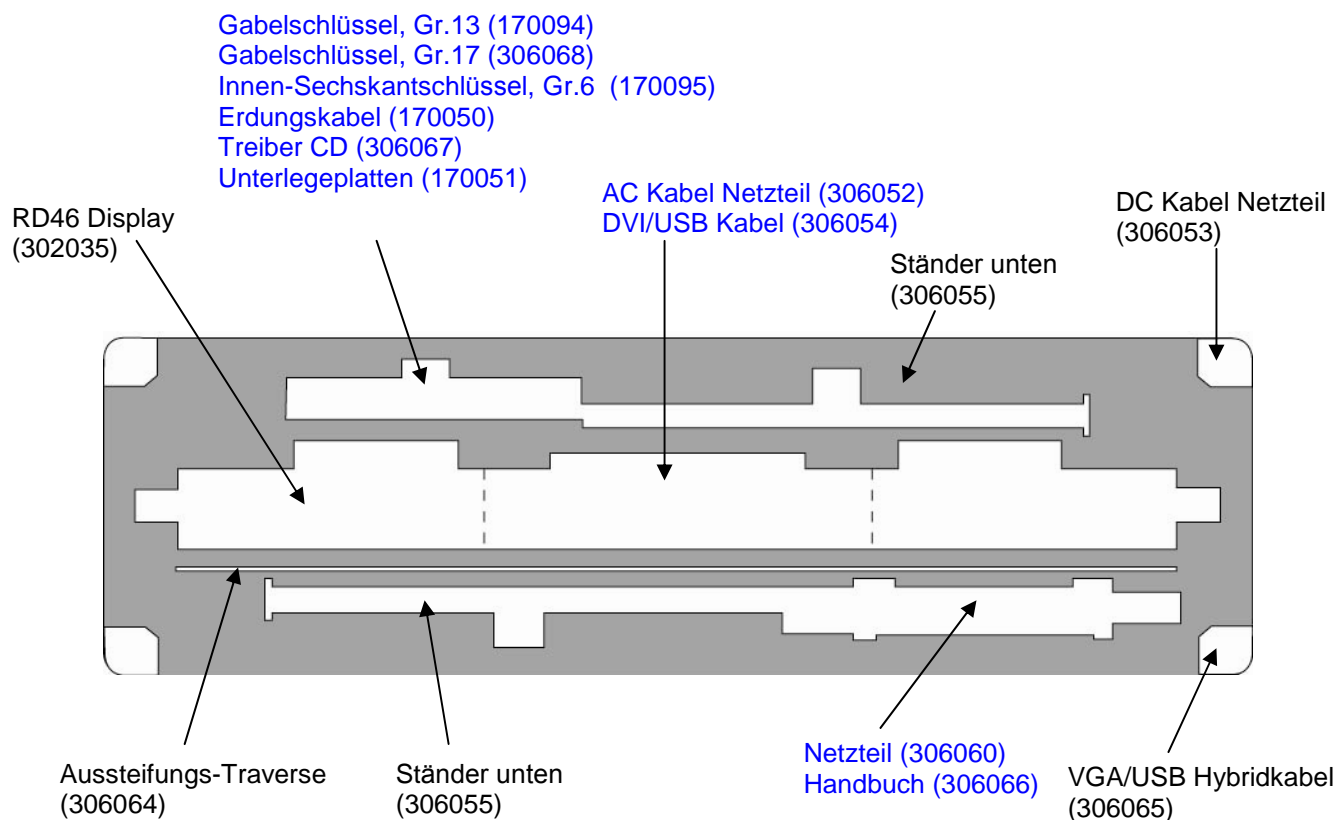 Gabelschlüssel, Gr.13 (170094)
Gabelschlüssel, Gr.17 (306068)
Innen-Sechskantschlüssel, Gr.6 (170095)
Erdungskabel (170050)
Treiber CD (306067)
Unterlegeplatten (170051)
RD46 Display
(302035)
AC Kabel Netzteil (306052)
DVI/USB Kabel (306054)
Ständer unten
(306055)
DC Kabel Netzteil
(306053)
Aussteifungs-Traverse
(306064)
Ständer unten
(306055)
Netzteil (306060)
Handbuch (306066)
VGA/USB Hybridkabel
(306065)